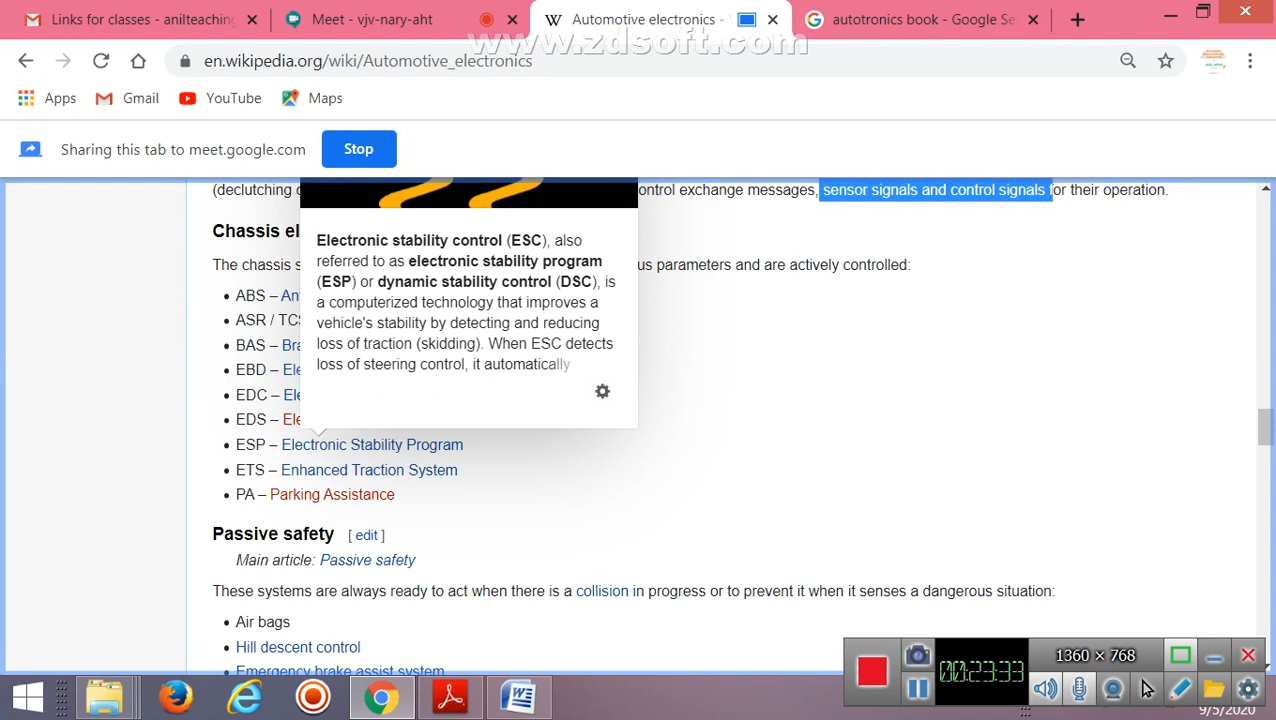 Links for classes - anilteaching
Meet - vjv-nary-aht
Automotive electronics -
autotronics book - Google Se
www.zdsoft.com
en.wikipedia.org/wiki/Automotive_electronics
Apps
Gmail
YouTube
Maps
Sharing this tab to meet.google.com
Stop
(declutching
ontrol exchange messages, sensor signals and control signals for their operation.
Chassis el
The chassis s
us parameters and are actively controlled:
Electronic stability control (ESC), also
referred to as electronic stability program
(ESP) or dynamic stability control (DSC), is
a computerized technology that improves a
vehicle's stability by detecting and reducing
loss of traction (skidding). When ESC detects
loss of steering control, it automatically
• ABS – An
• ASR / TCS
• BAS – Bra
• EBD – Ele
• EDC – Ele
• EDS – Ele
• ESP – Electronic Stability Program
• ETS – Enhanced Traction System
• PA – Parking Assistance
Passive safety [ edit ]
Main article: Passive safety
These systems are always ready to act when there is a collision in progress or to prevent it when it senses a dangerous situation:
• Air bags
• Hill descent control
• Emergency brake assist system
1360 × 768
00:23:33
9/5/2020